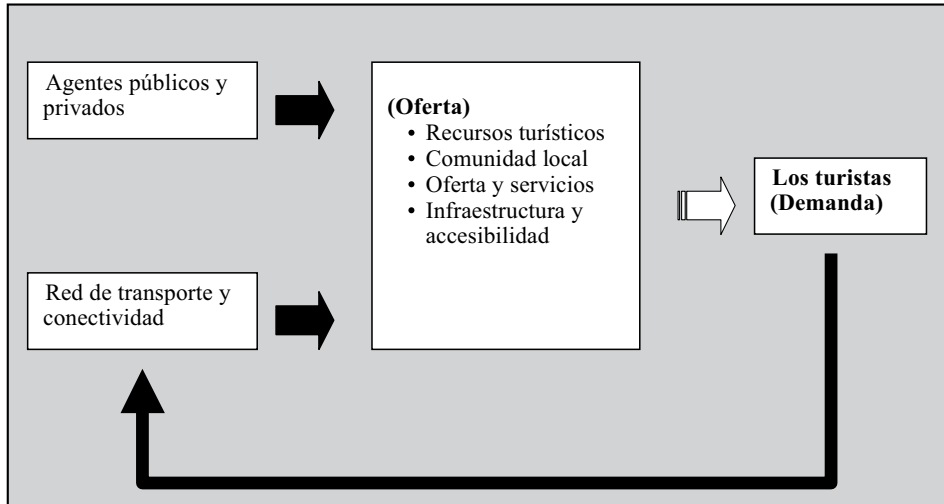 Agentes públicos y
privados
(Oferta)
• Recursos turísticos
• Comunidad local
• Oferta y servicios
• Infraestructura y
accesibilidad
Los turistas
(Demanda)
Red de transporte y
conectividad